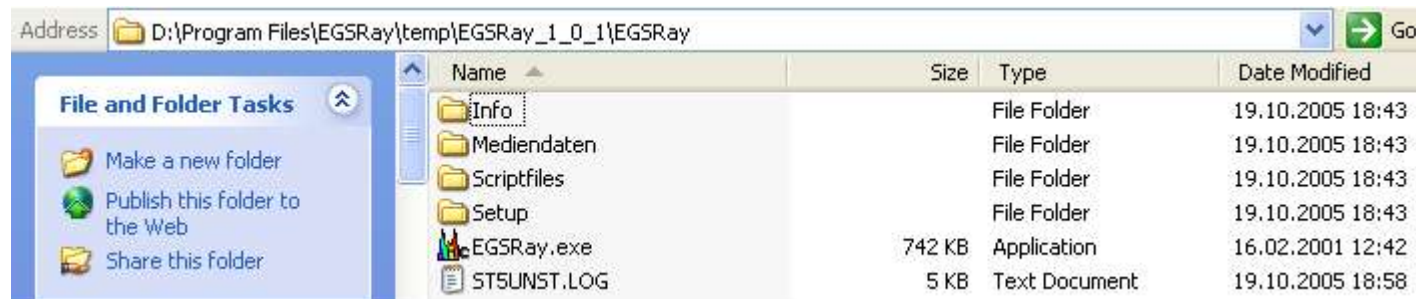 Address D:\Program Files\EGSRay\temp\EGSRay_1_0_1\EGSRay Go
File and Folder Tasks
Make a new folder
Publish this folder to
the Web
Share this folder
Name Size Type Date Modified
Info File Folder 19.10.2005 18:43
Mediendaten File Folder 19.10.2005 18:43
Scriptfiles File Folder 19.10.2005 18:43
Setup File Folder 19.10.2005 18:43
EGSRay.exe 742 KB Application 16.02.2001 12:42
ST5UNST.LOG 5 KB Text Document 19.10.2005 18:58